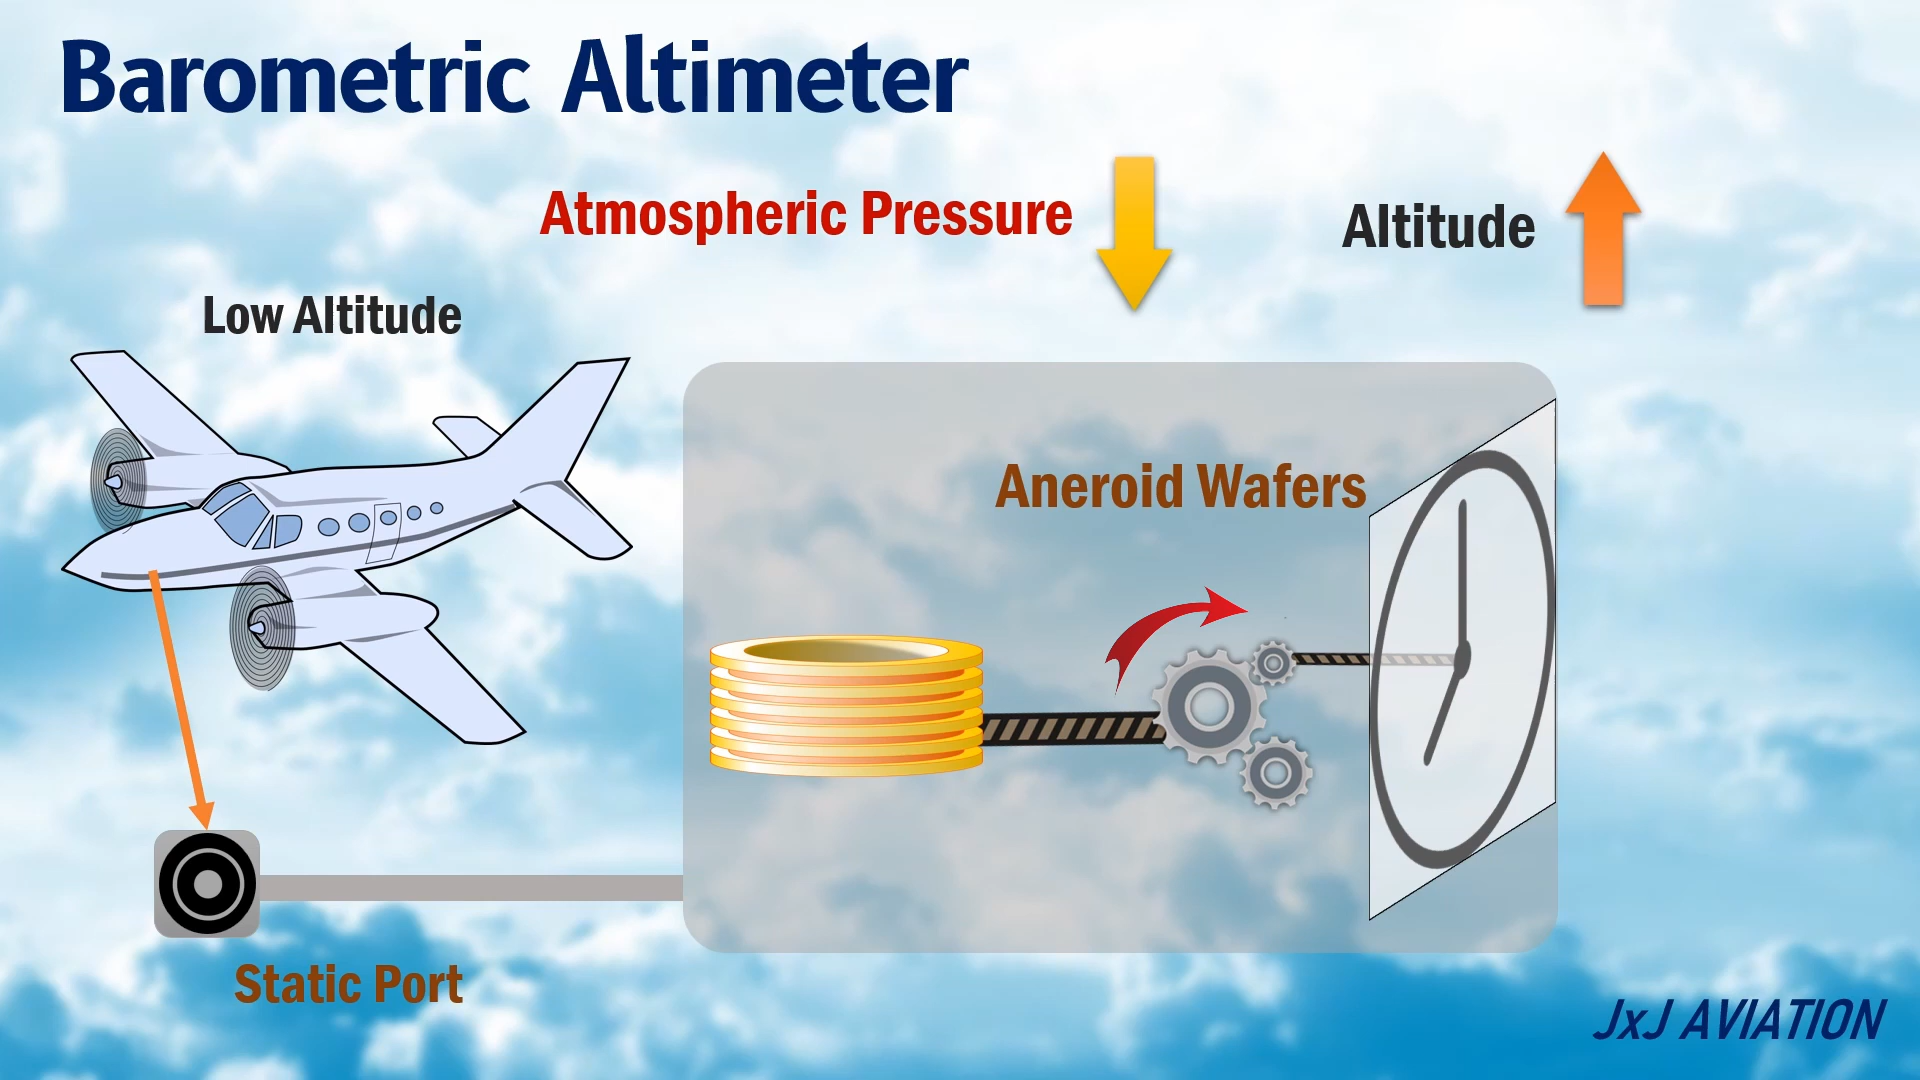 Barometric Altimeter
Atmospheric Pressure
Altitude
Low Altitude
Aneroid Wafers
Static Port
JxJ AVIATION